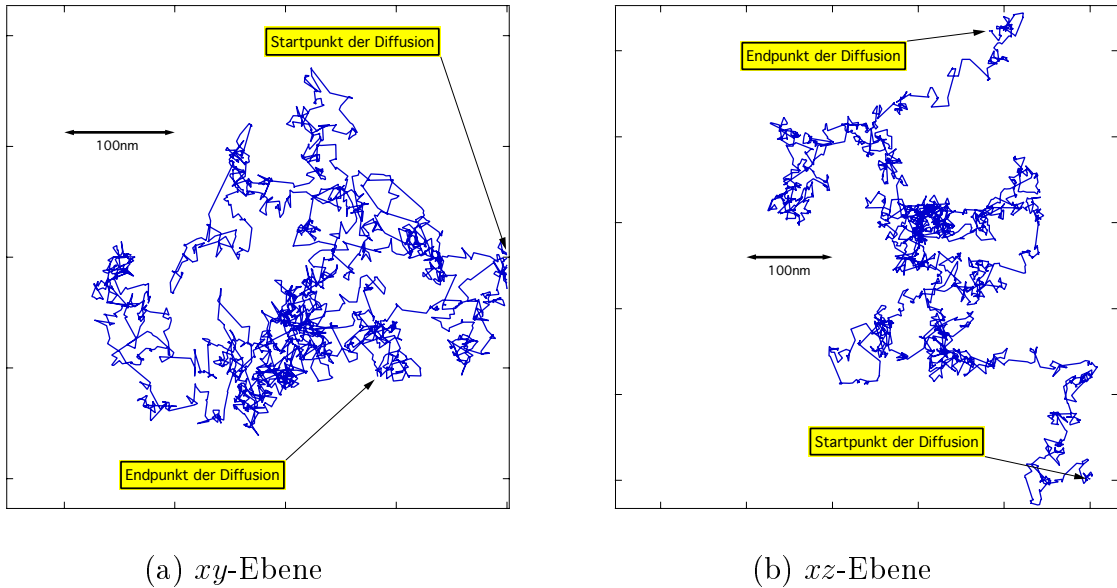 Startpunkt der Diffusion
100nm
Endpunkt der Diffusion
(a) xy-Ebene
Endpunkt der Diffusion
100nm
Startpunkt der Diffusion
(b) xz-Ebene